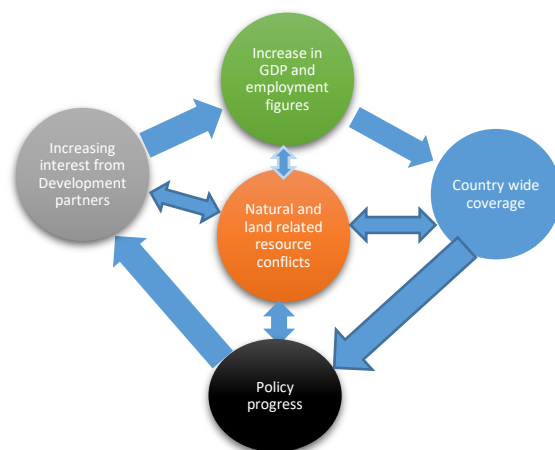 Increase in
GDP and
employment
figures
Increasing
interest from
Development
partners
Country wide
coverage
Natural and
land related
resource
conflicts
Policy
progress